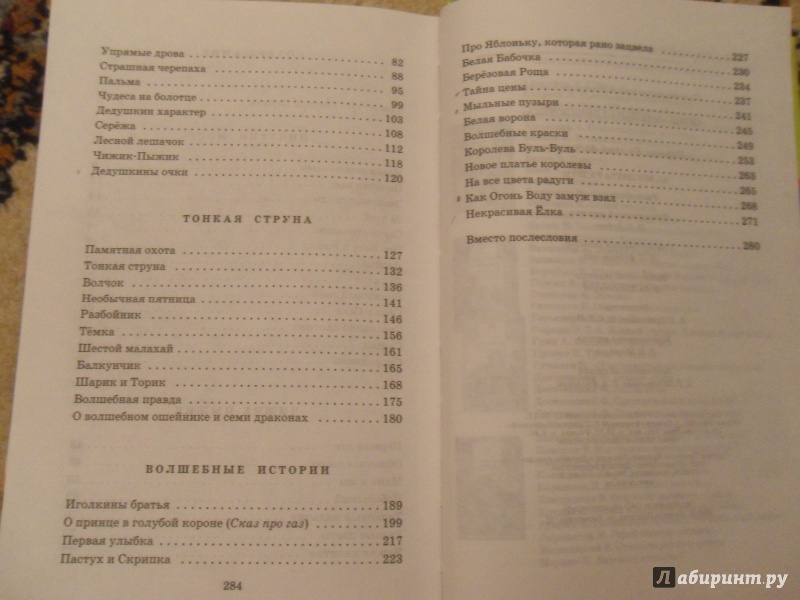 Упрямые дрова 82
Страшная черепаха 88
Пальма 95
Чудеса на болотце 99
Дедушкин характер 103
Серёжа 108
Лесной лешачок 112
Чижик-Пыжик 118
Дедушкины очки 120
ТОНКАЯ СТРУНА
Памятная охота 127
Тонкая струна 132
Волчок 136
Необычная пятница 141
Разбойник 146
Тёмка 156
Шестой малахай 161
Балкунчик 165
Шарик и Торик 168
Волшебная правда 175
О волшебном ошейнике и семи драконах 180
ВОЛШЕБНЫЕ ИСТОРИИ
Иголкины братья 189
О принце в голубой короне (Сказ про газ) 199
Первая улыбка 217
Пастух и Скрипка 223
284
Про Яблоньку, которая рано зацвела 227
Белая Бабочка 230
Берёзовая Роща 234
Тайна цены 237
Мыльные пузыри 241
Белая ворона 245
Волшебные краски 249
Королева Буль-Буль 253
Новое платье королевы 263
На все цвета радуги 265
Как Огонь Воду замуж взял 268
Некрасивая Ёлка 271
Вместо послесловия 280
Лабиринт.ру